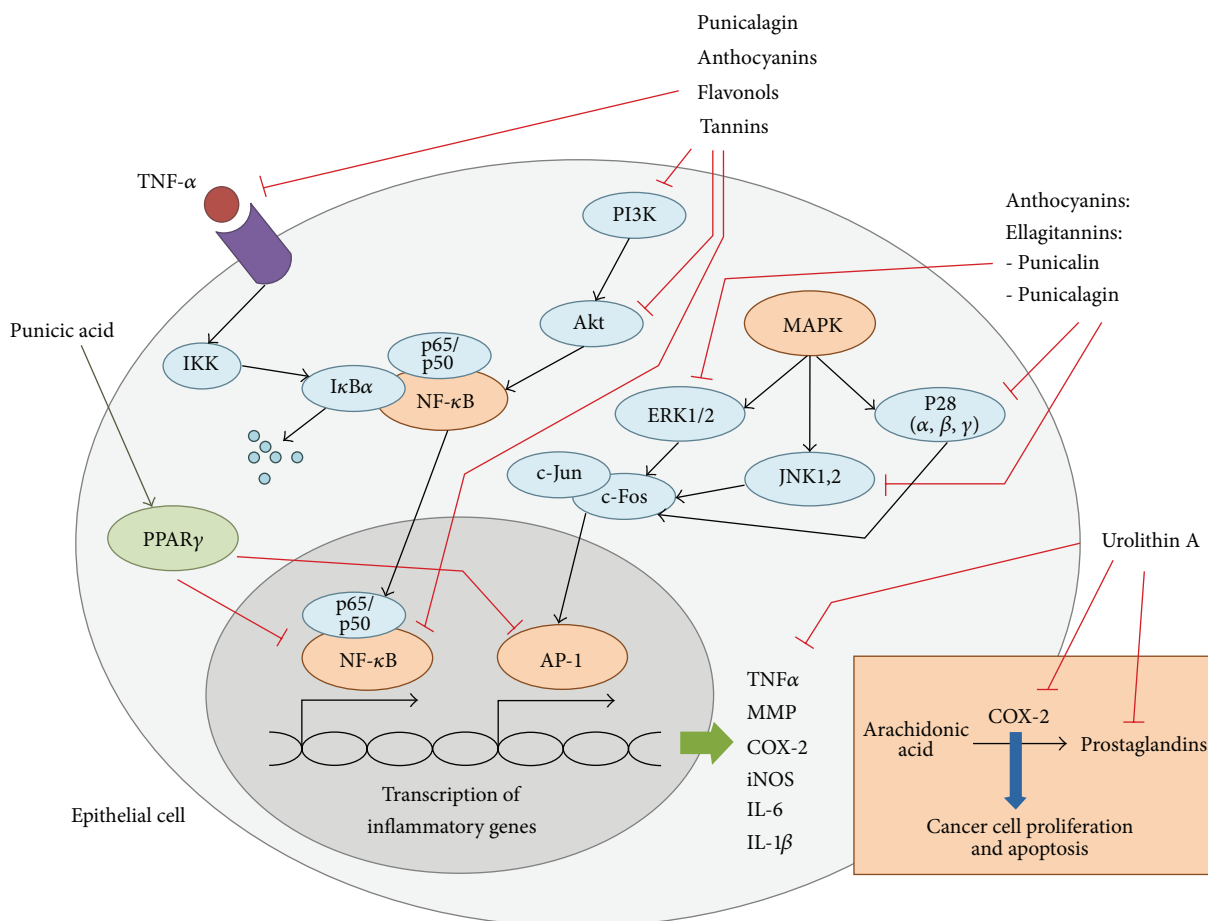 Punicalagin
Anthocyanins
Flavonols
Tannins
TNF-α
PI3K
Anthocyanins:
Ellagitannins:
- Punicalin
- Punicalagin
Punicic acid
Akt
MAPK
IKK
IκBα
p65/
p50
NF-κB
ERK1/2
P28
(α, β, γ)
c-Jun
c-Fos
JNK1,2
PPARγ
Urolithin A
p65/
p50
NF-κB
AP-1
TNFα
MMP
COX-2
iNOS
IL-6
IL-1β
Arachidonic
acid
COX-2
Prostaglandins
Cancer cell proliferation
and apoptosis
Transcription of
inflammatory genes
Epithelial cell